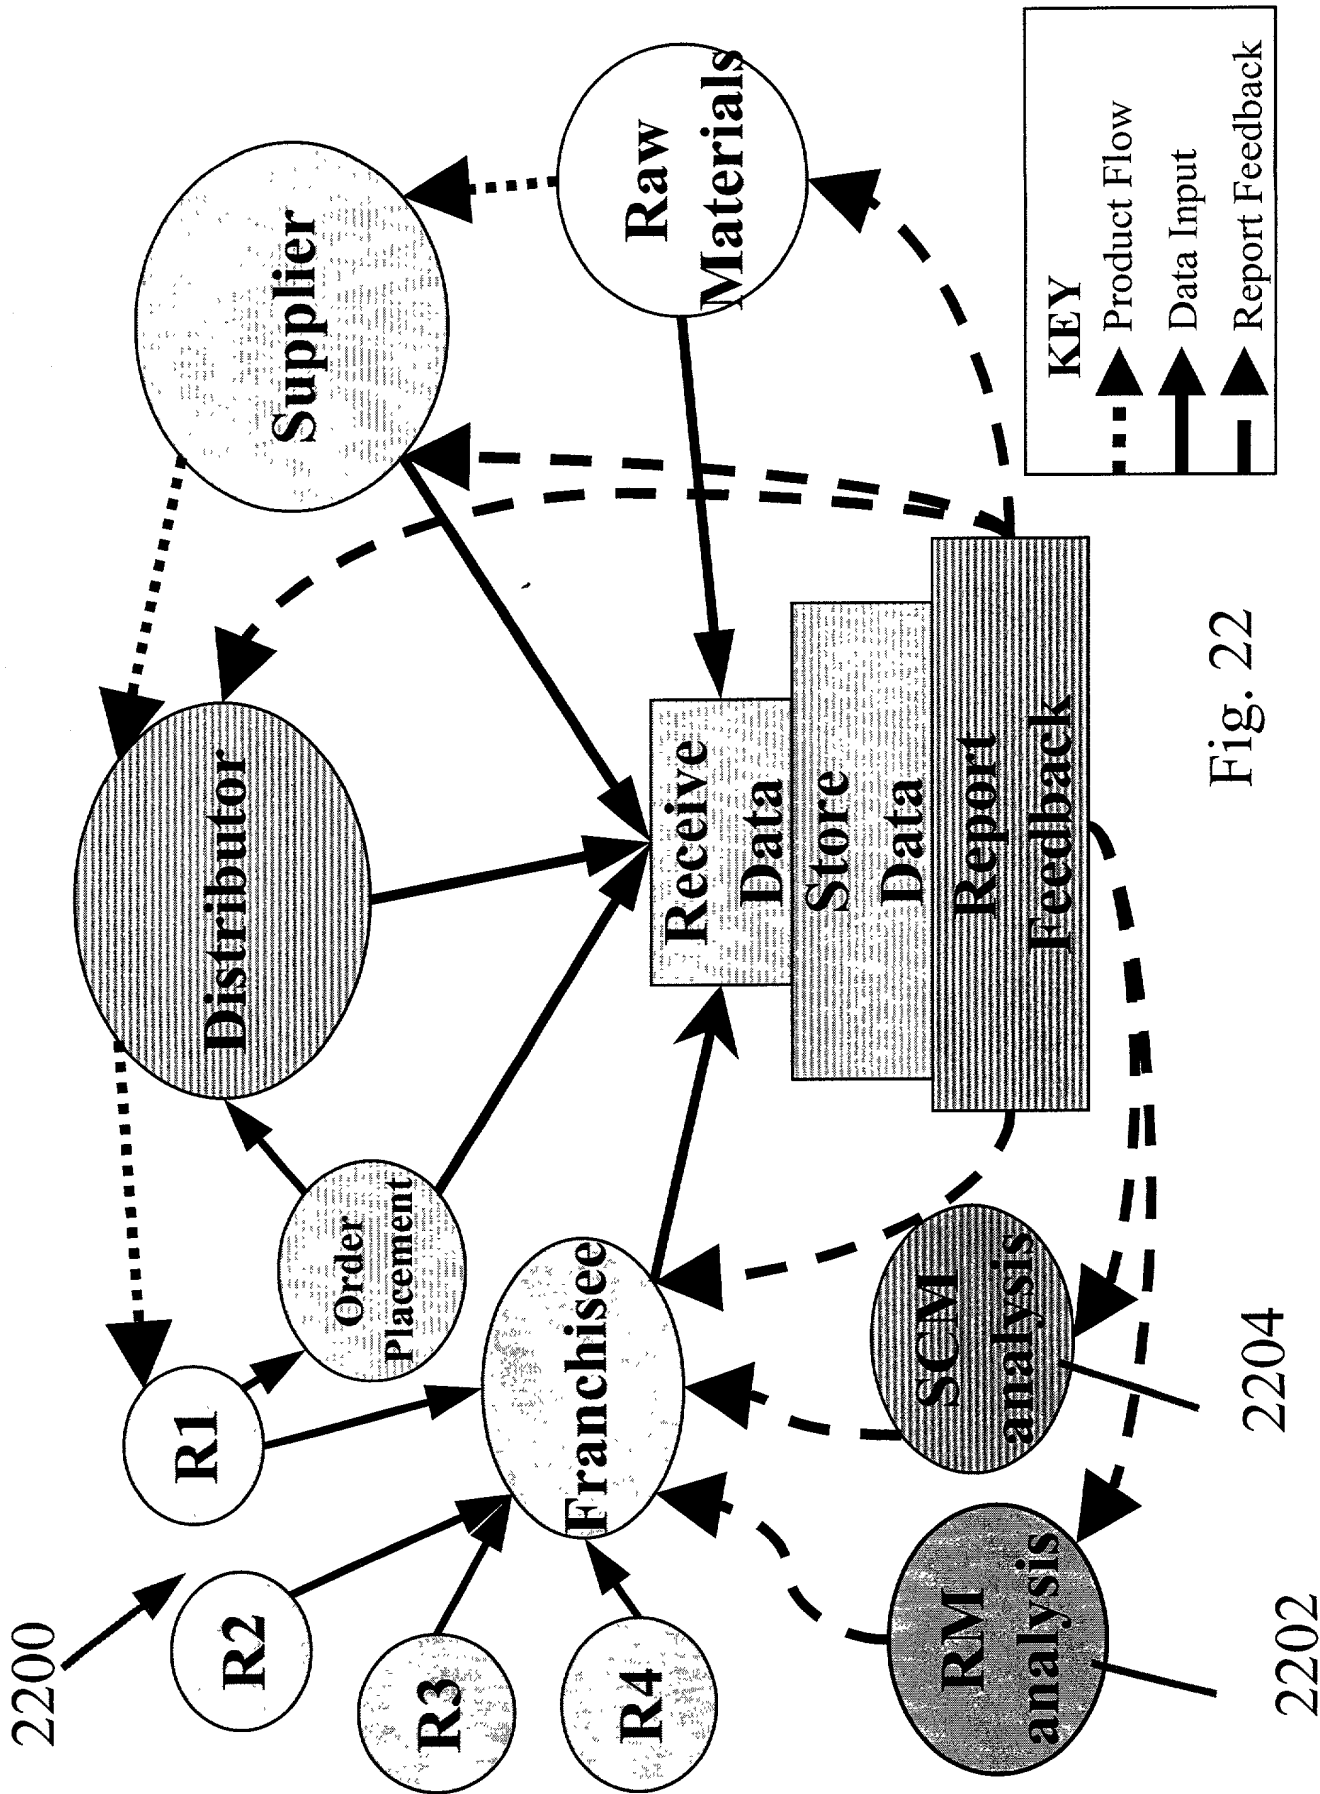 2200
R1
R2
R3
R4
Order
Placement
Franchisee
Distributor
Supplier
Raw
Materials
Receive
Data
Store
Data
Report
Feedback
RM
analysis
SCM
analysis
2202
2204
Fig. 22
KEY
Product Flow
Data Input
Report Feedback